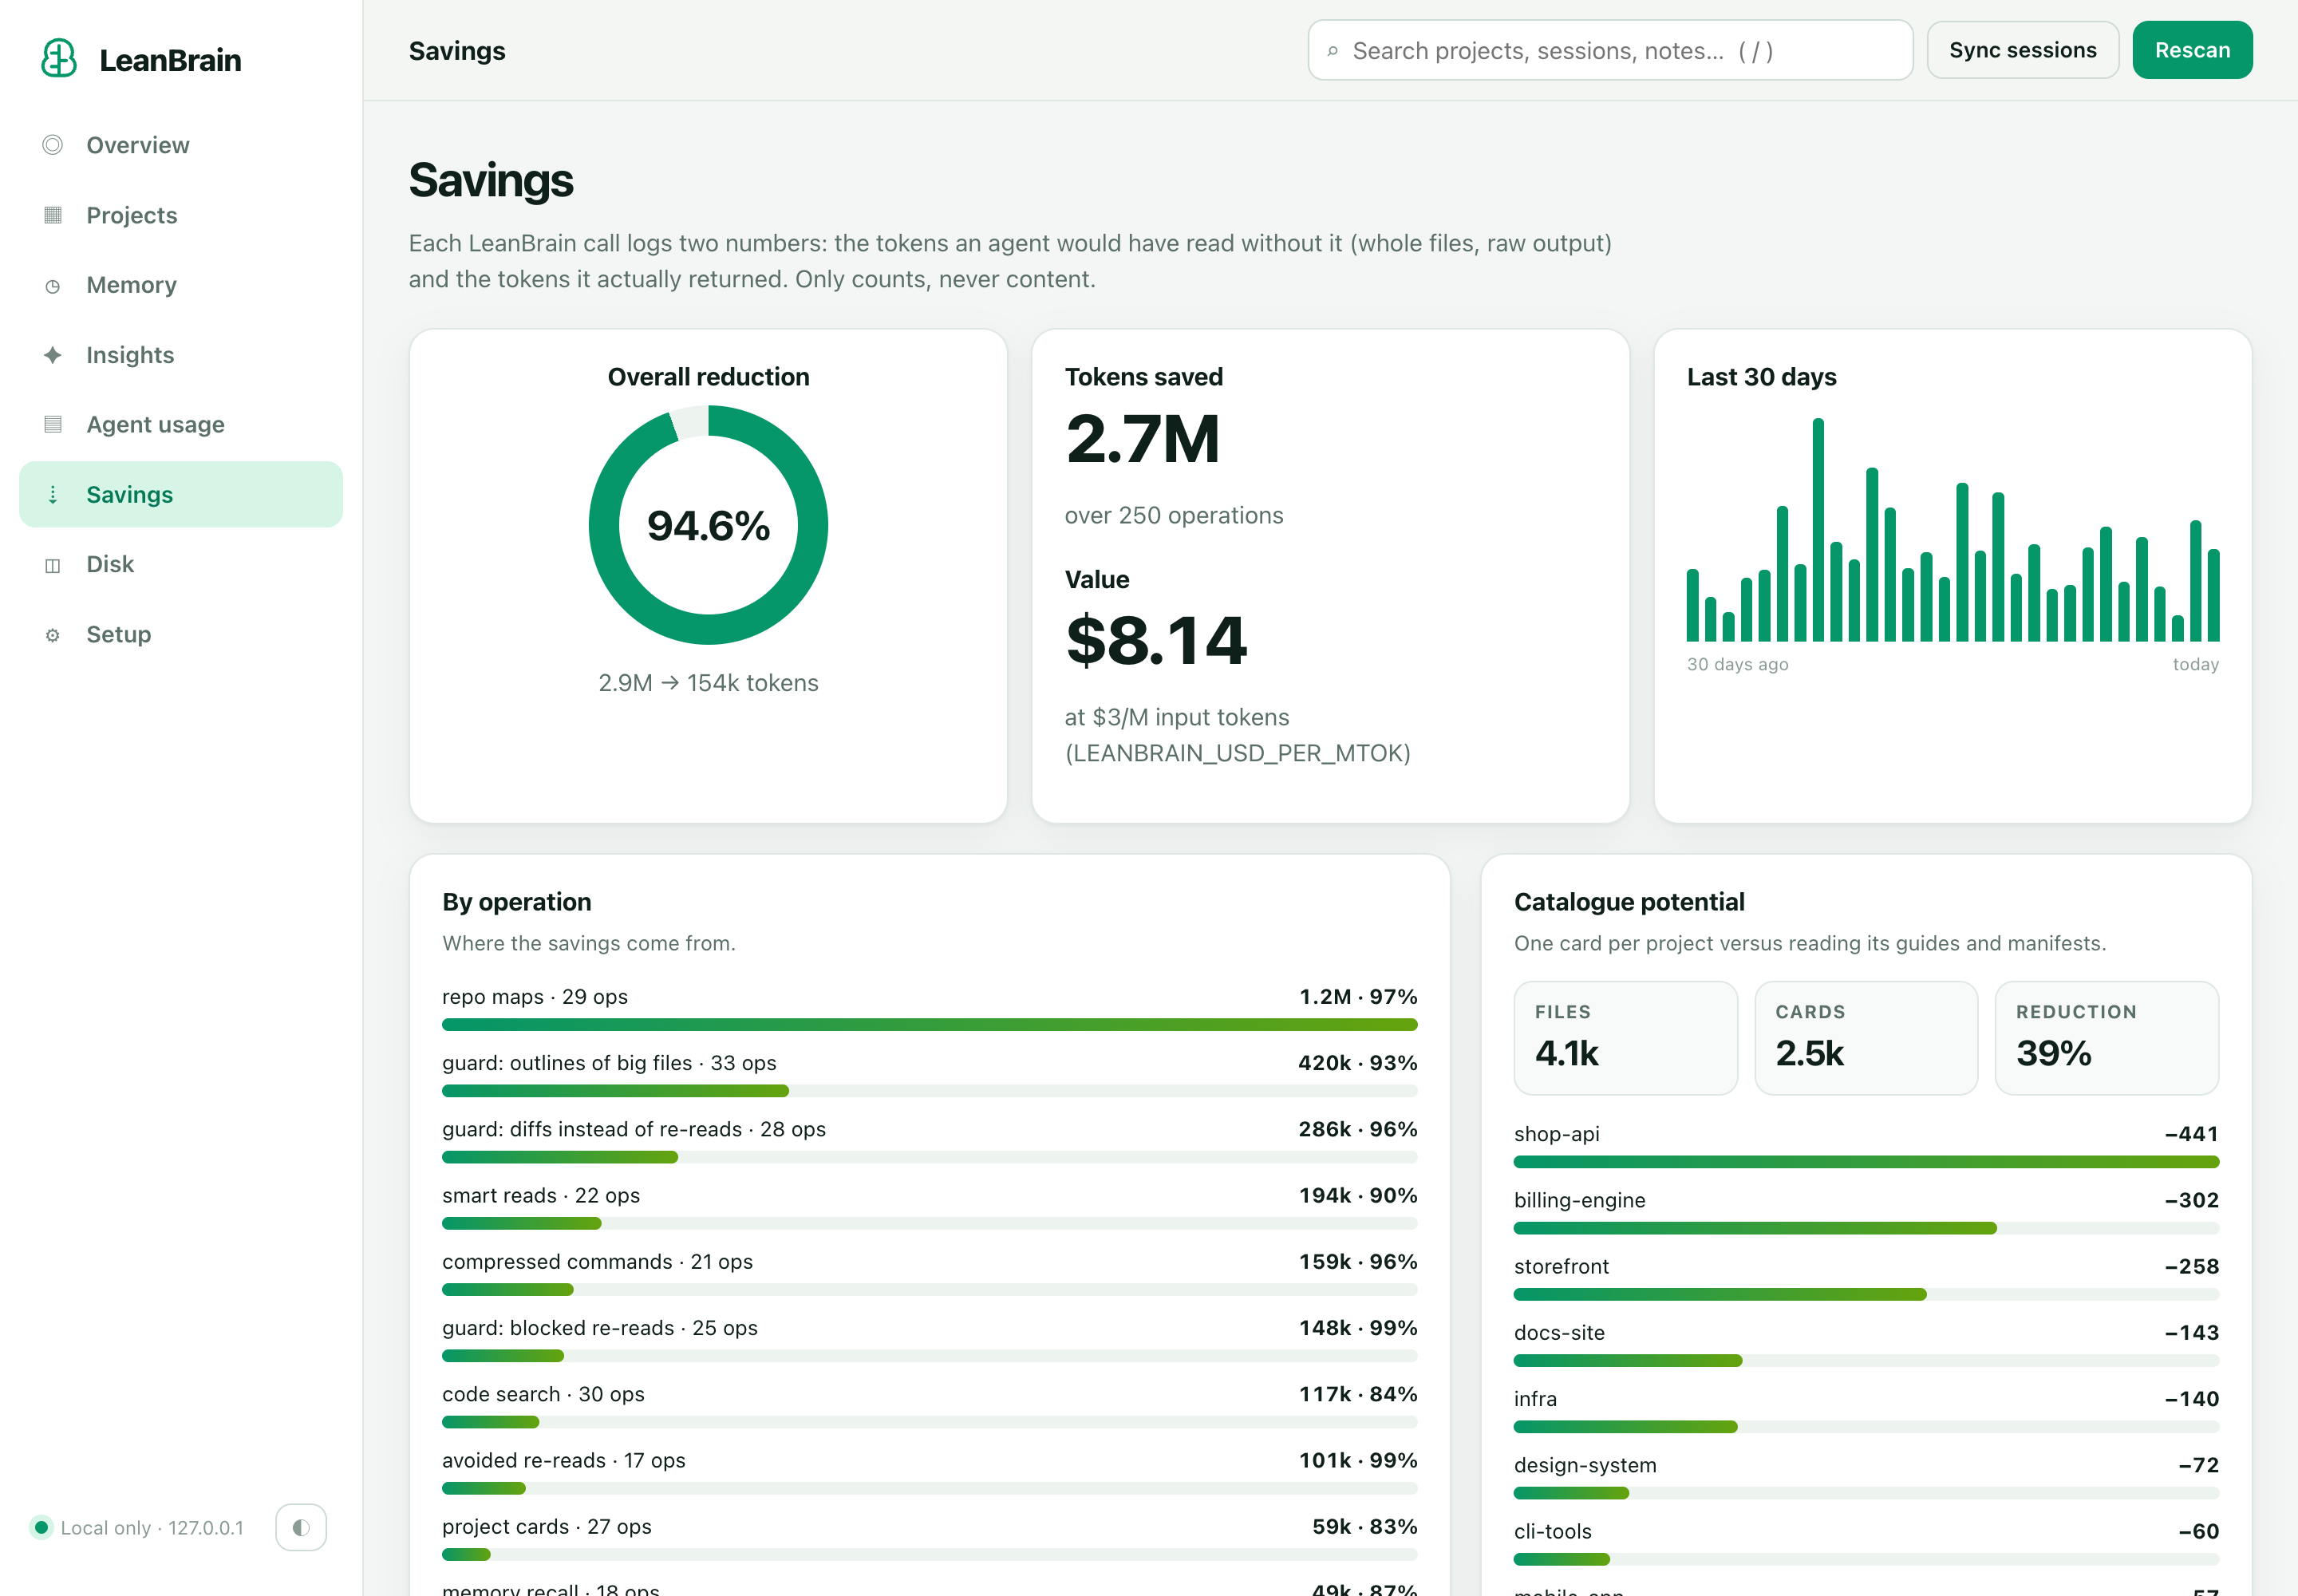 LeanBrain
Overview
Projects
Memory
Insights
Agent usage
Savings
Disk
Setup
Local only · 127.0.0.1
Savings
Search projects, sessions, notes... ( / )
Sync sessions
Rescan
Savings
Each LeanBrain call logs two numbers: the tokens an agent would have read without it (whole files, raw output)
and the tokens it actually returned. Only counts, never content.
Overall reduction
94.6%
2.9M → 154k tokens
Tokens saved
2.7M
over 250 operations
Value
$8.14
at $3/M input tokens
(LEANBRAIN_USD_PER_MTOK)
Last 30 days
30 days ago
today
By operation
Where the savings come from.
repo maps · 29 ops 1.2M · 97%
guard: outlines of big files · 33 ops 420k · 93%
guard: diffs instead of re-reads · 28 ops 286k · 96%
smart reads · 22 ops 194k · 90%
compressed commands · 21 ops 159k · 96%
guard: blocked re-reads · 25 ops 148k · 99%
code search · 30 ops 117k · 84%
avoided re-reads · 17 ops 101k · 99%
project cards · 27 ops 59k · 83%
memory recall · 18 ops 49k · 87%
Catalogue potential
One card per project versus reading its guides and manifests.
FILES
4.1k
CARDS
2.5k
REDUCTION
39%
shop-api −441
billing-engine −302
storefront −258
docs-site −143
infra −140
design-system −72
cli-tools −60